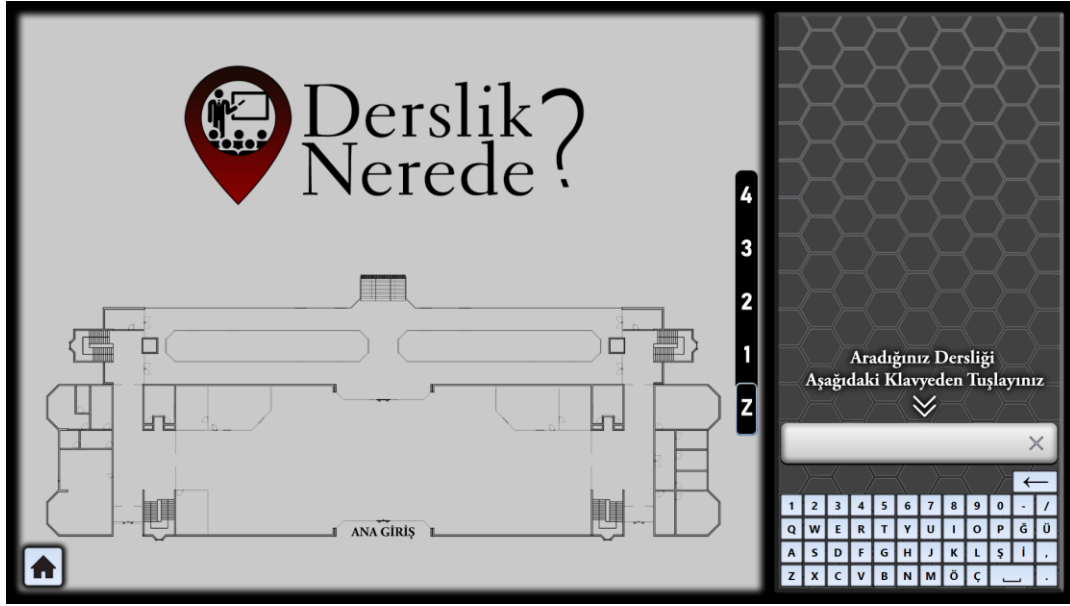 Derslik
Nerede?
4
3
2
1
Z
ANA GİRİŞ
Aradığınız Dersliği
Aşağıdaki Klavyeden Tuşlayınız
1 2 3 4 5 6 7 8 9 0 - /
Q W E R T Y U I O P Ğ Ü
A S D F G H J K L Ş İ ,
Z X C V B N M Ö Ç .